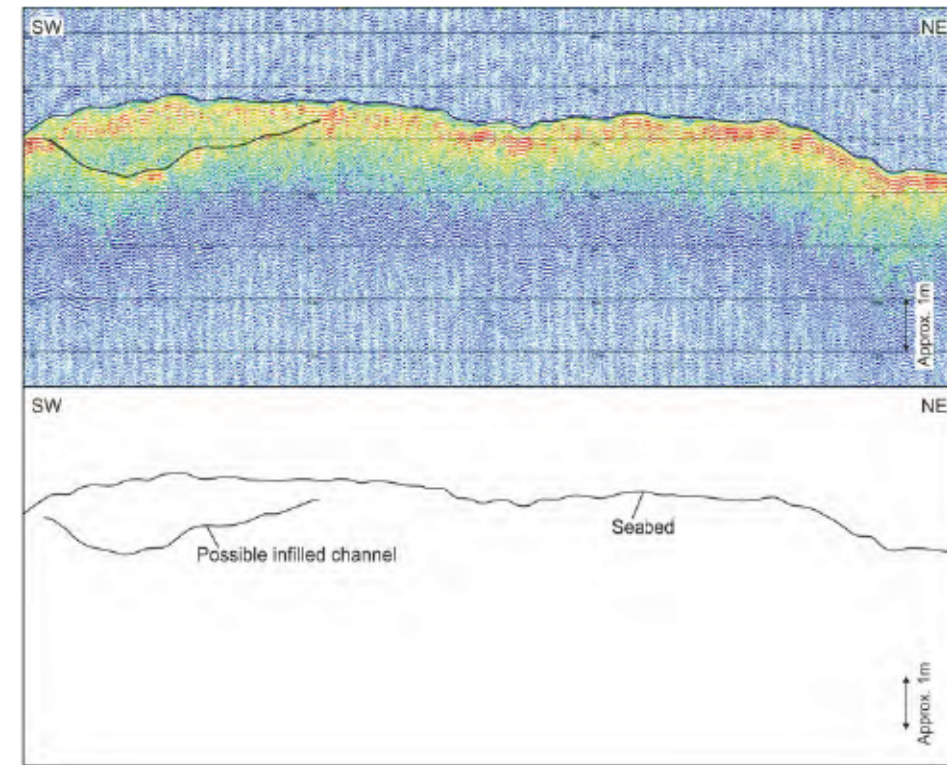 SW NE
Approx. 1m
SW NE
Seabed
Possible infilled channel
Approx. 1m